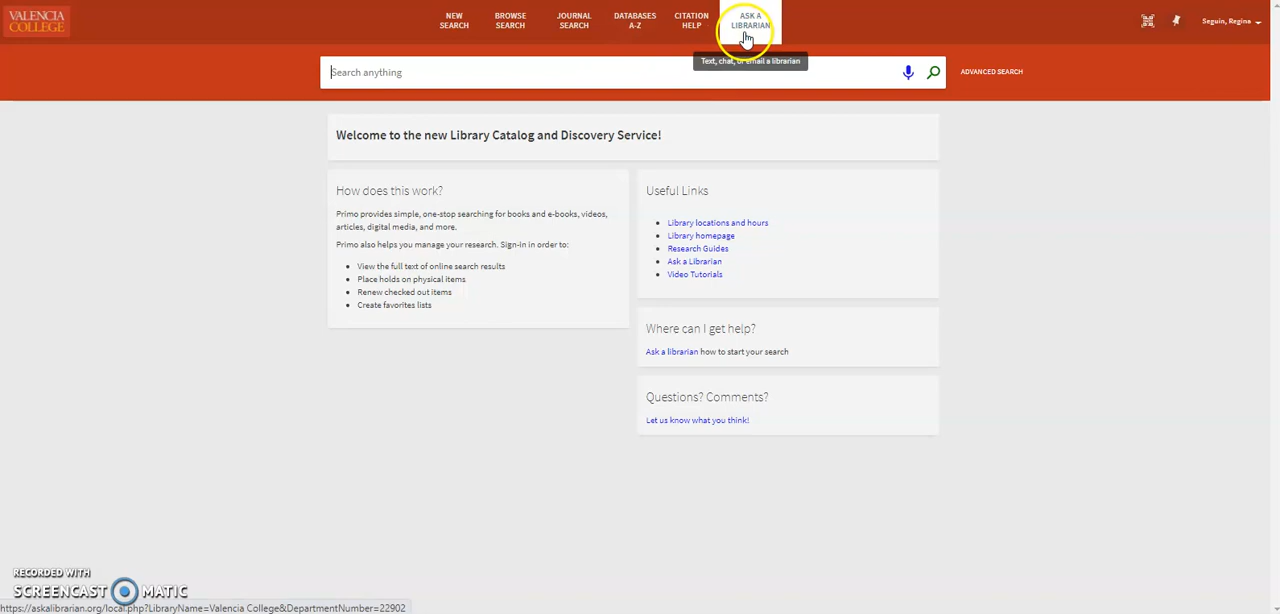 VALENCIA
COLLEGE
NEW
SEARCH
BROWSE
SEARCH
JOURNAL
SEARCH
DATABASES
A-Z
CITATION
HELP
ASK A
LIBRARIAN
Seguin, Regina
Text, chat, or email a librarian
Search anything
ADVANCED SEARCH
Welcome to the new Library Catalog and Discovery Service!
How does this work?
Primo provides simple, one-stop searching for books and e-books, videos,
articles, digital media, and more.
Primo also helps you manage your research. Sign-in in order to:
• View the full text of online search results
• Place holds on physical items
• Renew checked out items
• Create favorites lists
Useful Links
• Library locations and hours
• Library homepage
• Research Guides
• Ask a Librarian
• Video Tutorials
Where can I get help?
Ask a librarian how to start your search
Questions? Comments?
Let us know what you think!
RECORDED WITH
SCREENCAST MATIC
https://askalibrarian.org/local.php?LibraryName=Valencia College&DepartmentNumber=22902